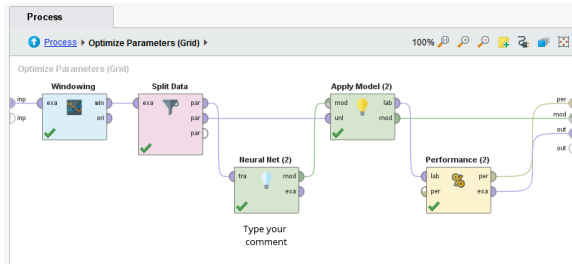 Process
Process ▸ Optimize Parameters (Grid) ▸
100%
Optimize Parameters (Grid)
Windowing
Split Data
Apply Model (2)
inp
inp
exa
win
ori
exa
par
par
par
mod
unl
lab
mod
per
mod
out
out
Neural Net (2)
tra
mod
exa
Performance (2)
lab
per
per
exa
Type your
comment